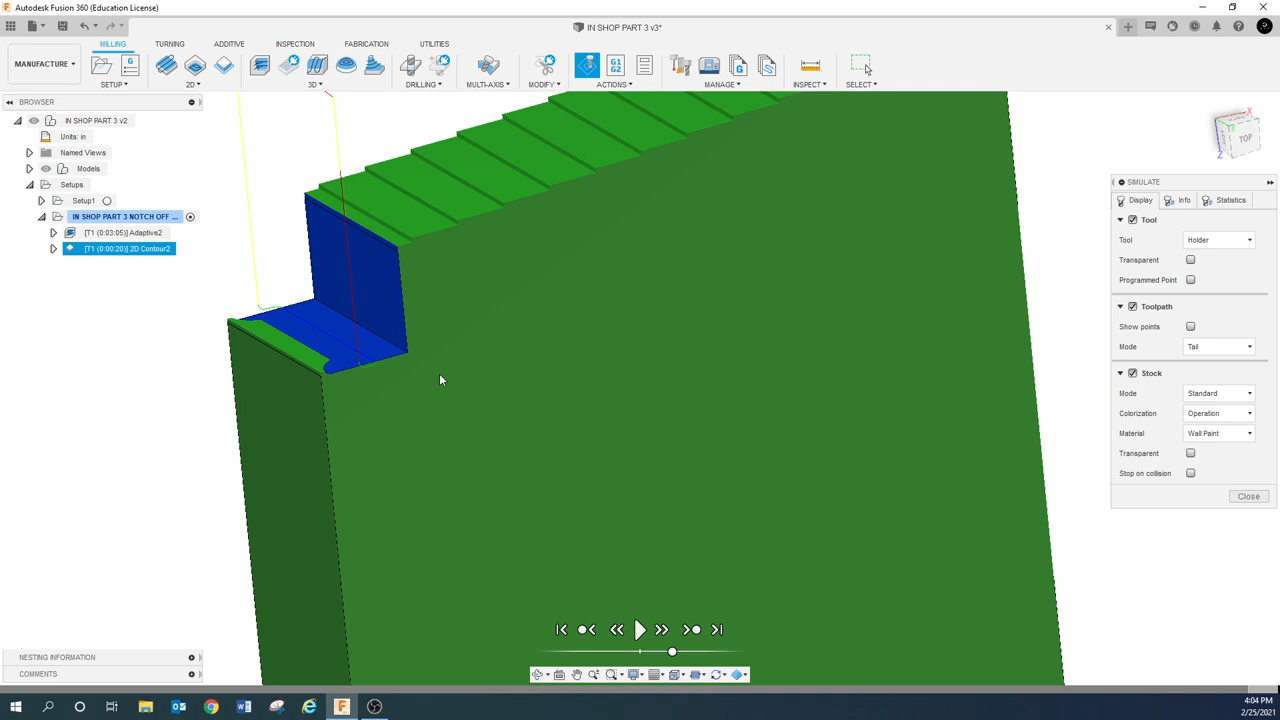 Autodesk Fusion 360 (Education License)
IN SHOP PART 3 v3*
MILLING TURNING ADDITIVE INSPECTION FABRICATION UTILITIES
MANUFACTURE
G
G1
G2
G
SETUP 2D 3D DRILLING MULTI-AXIS MODIFY ACTIONS MANAGE INSPECT SELECT
BROWSER
IN SHOP PART 3 v2
Units: in
Named Views
Models
Setups
Setup1
IN SHOP PART 3 NOTCH OFF ...
[T1 (0:03:05)] Adaptive2
[T1 (0:00:20)] 2D Contour2
X
Z
TOP
SIMULATE
Display Info Statistics
Tool
Tool Holder
Transparent
Programmed Point
Toolpath
Show points
Mode Tail
Stock
Mode Standard
Colorization Operation
Material Wall Paint
Transparent
Stop on collision
Close
NESTING INFORMATION
COMMENTS
4:04 PM
2/25/2021